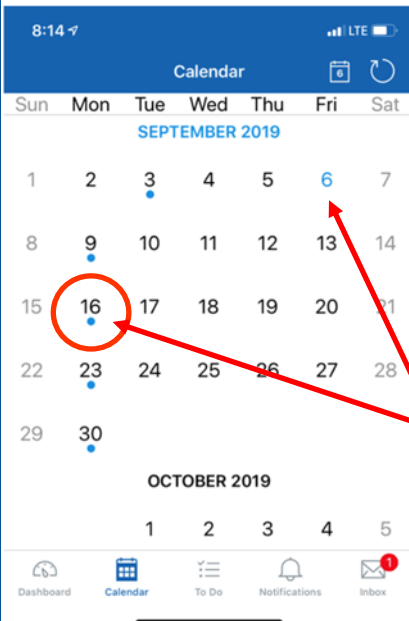 8:14 LTE
Calendar 6
Sun Mon Tue Wed Thu Fri Sat
SEPTEMBER 2019
1 2 3 4 5 6 7
8 9 10 11 12 13 14
15 16 17 18 19 20 21
22 23 24 25 26 27 28
29 30
OCTOBER 2019
1 2 3 4 5
1
Dashboard Calendar To Do Notifications Inbox